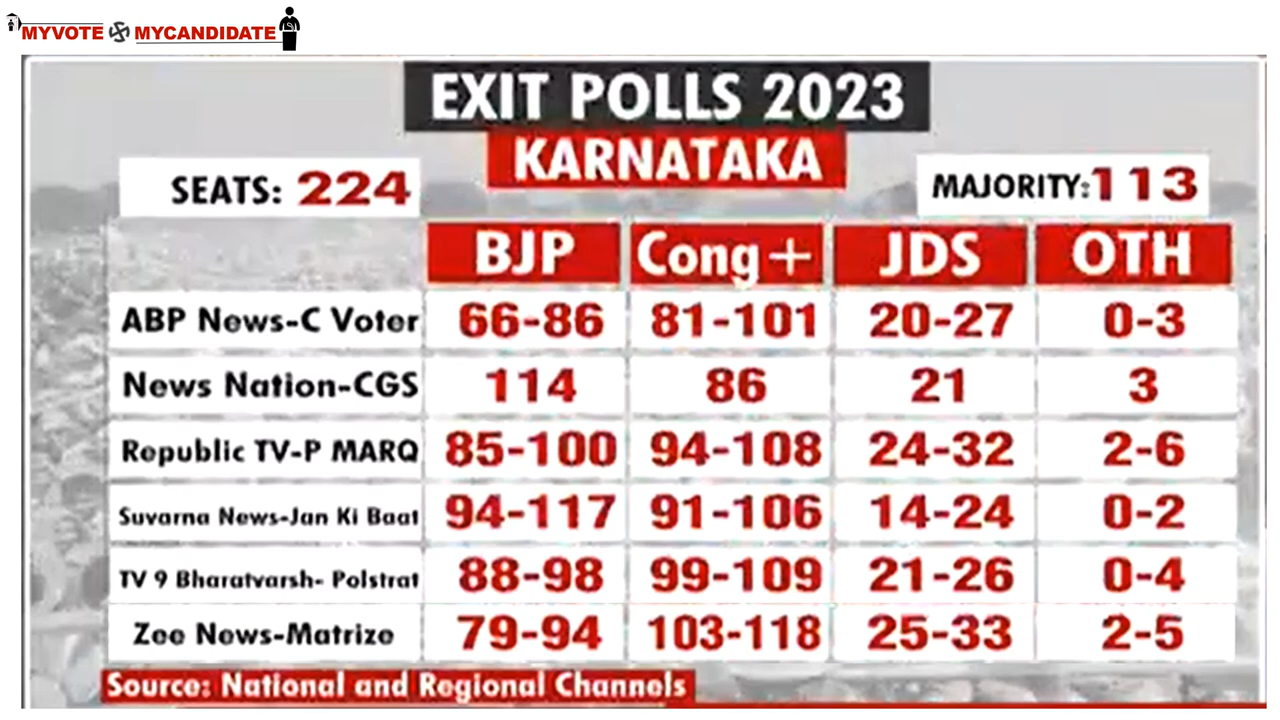 MYVOTE MYCANDIDATE
EXIT POLLS 2023
KARNATAKA
SEATS: 224
MAJORITY:113
BJP Cong+ JDS OTH
ABP News-C Voter 66-86 81-101 20-27 0-3
News Nation-CGS 114 86 21 3
Republic TV-P MARQ 85-100 94-108 24-32 2-6
Suvarna News-Jan Ki Baat 94-117 91-106 14-24 0-2
TV 9 Bharatvarsh- Polstrat 88-98 99-109 21-26 0-4
Zee News-Matrize 79-94 103-118 25-33 2-5
Source: National and Regional Channels